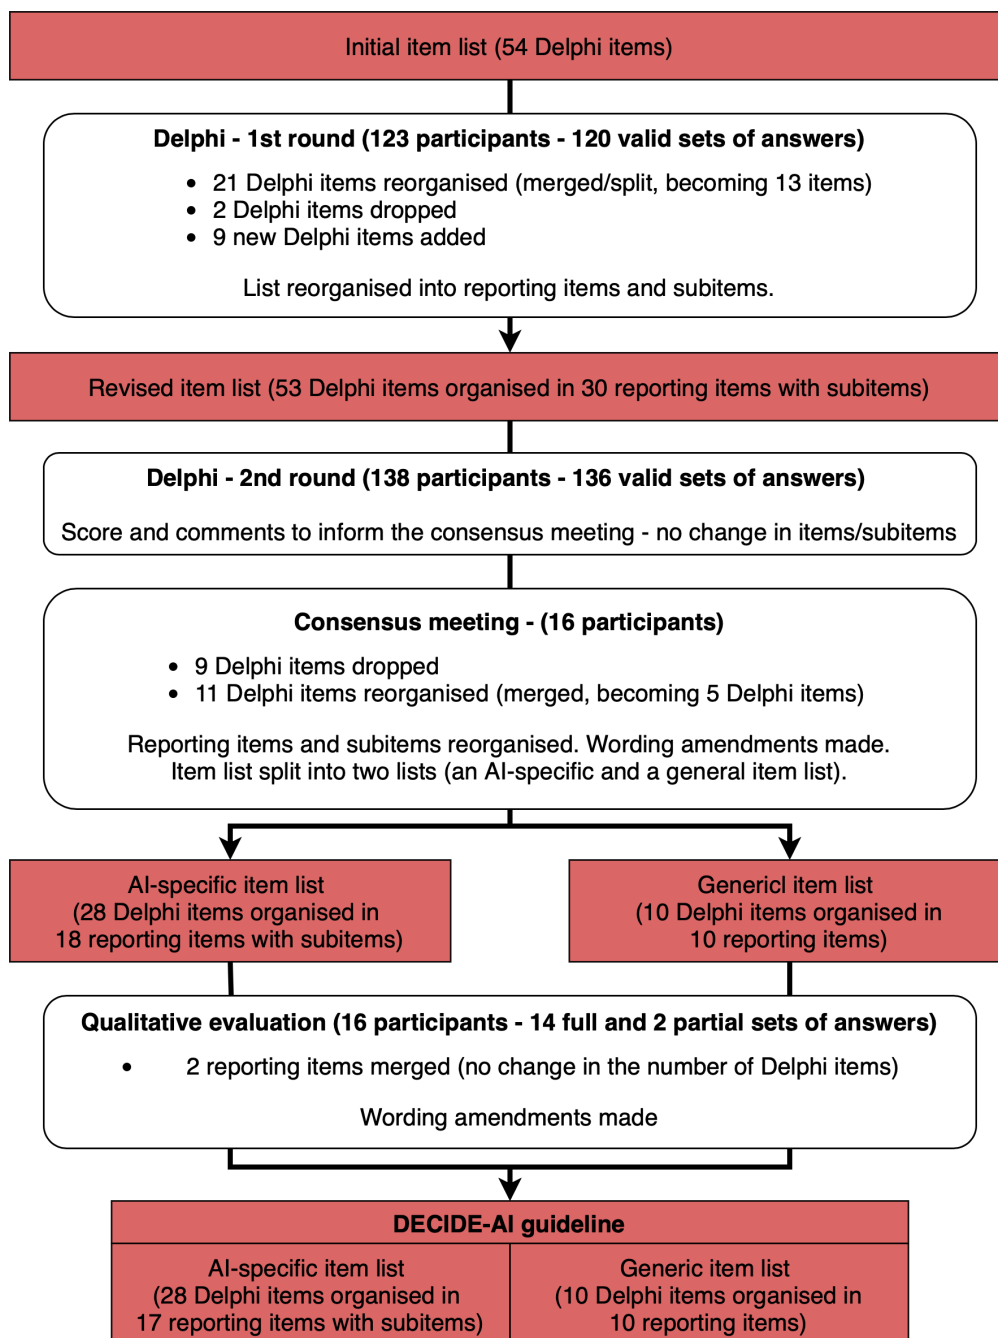 Initial item list (54 Delphi items)
Delphi - 1st round (123 participants - 120 valid sets of answers)
• 21 Delphi items reorganised (merged/split, becoming 13 items)
• 2 Delphi items dropped
• 9 new Delphi items added
List reorganised into reporting items and subitems.
Revised item list (53 Delphi items organised in 30 reporting items with subitems)
Delphi - 2nd round (138 participants - 136 valid sets of answers)
Score and comments to inform the consensus meeting - no change in items/subitems
Consensus meeting - (16 participants)
• 9 Delphi items dropped
• 11 Delphi items reorganised (merged, becoming 5 Delphi items)
Reporting items and subitems reorganised. Wording amendments made.
Item list split into two lists (an AI-specific and a general item list).
AI-specific item list
(28 Delphi items organised in
18 reporting items with subitems)
Genericl item list
(10 Delphi items organised in
10 reporting items)
Qualitative evaluation (16 participants - 14 full and 2 partial sets of answers)
• 2 reporting items merged (no change in the number of Delphi items)
Wording amendments made
DECIDE-AI guideline
AI-specific item list
(28 Delphi items organised in
17 reporting items with subitems)
Generic item list
(10 Delphi items organised in
10 reporting items)